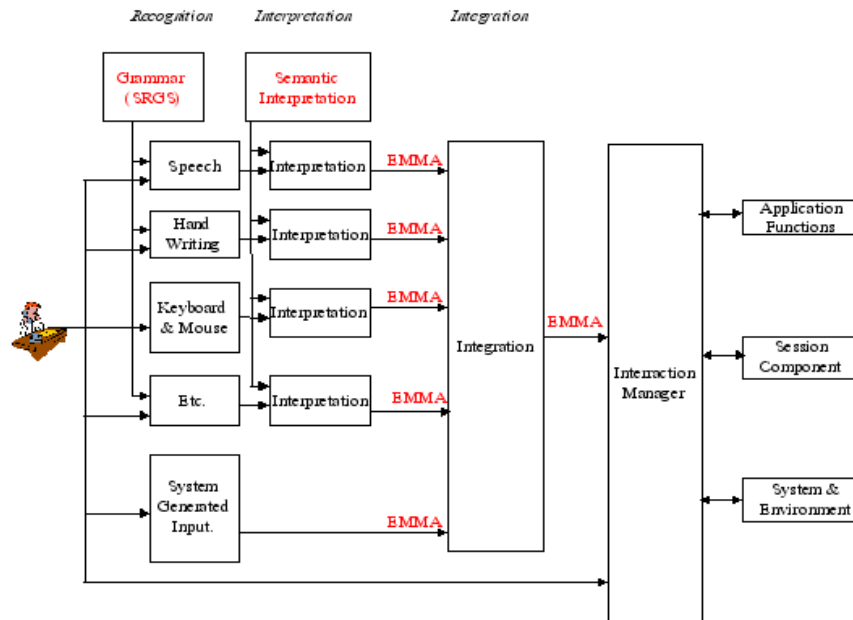 Recognition
Interpretation
Integration
Grammar
(SRGS)
Semantic
Interpretation
Speech
Interpretation
EMMA
Hand
Writing
Interpretation
EMMA
Keyboard
& Mouse
Interpretation
EMMA
Etc.
Interpretation
EMMA
System
Generated
Input.
EMMA
Integration
EMMA
Interraction
Manager
Application
Functions
Session
Component
System &
Environment